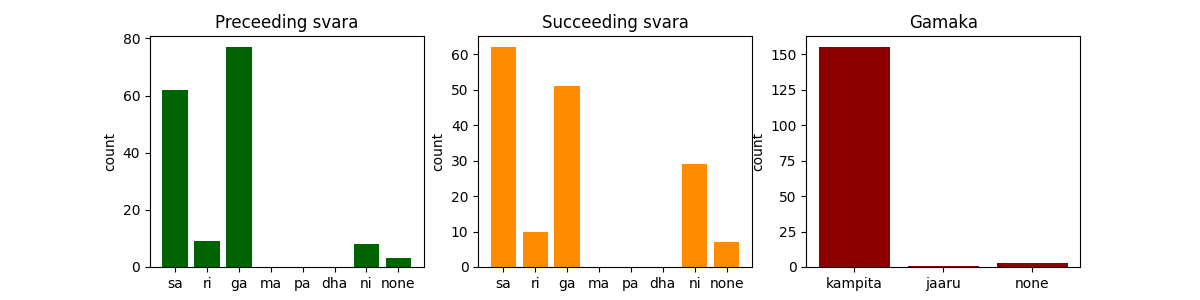 Preceeding svara
count
80
60
40
20
0
sa ri ga ma pa dha ni none
Succeeding svara
count
60
50
40
30
20
10
0
sa ri ga ma pa dha ni none
Gamaka
count
150
125
100
75
50
25
0
kampita jaaru none